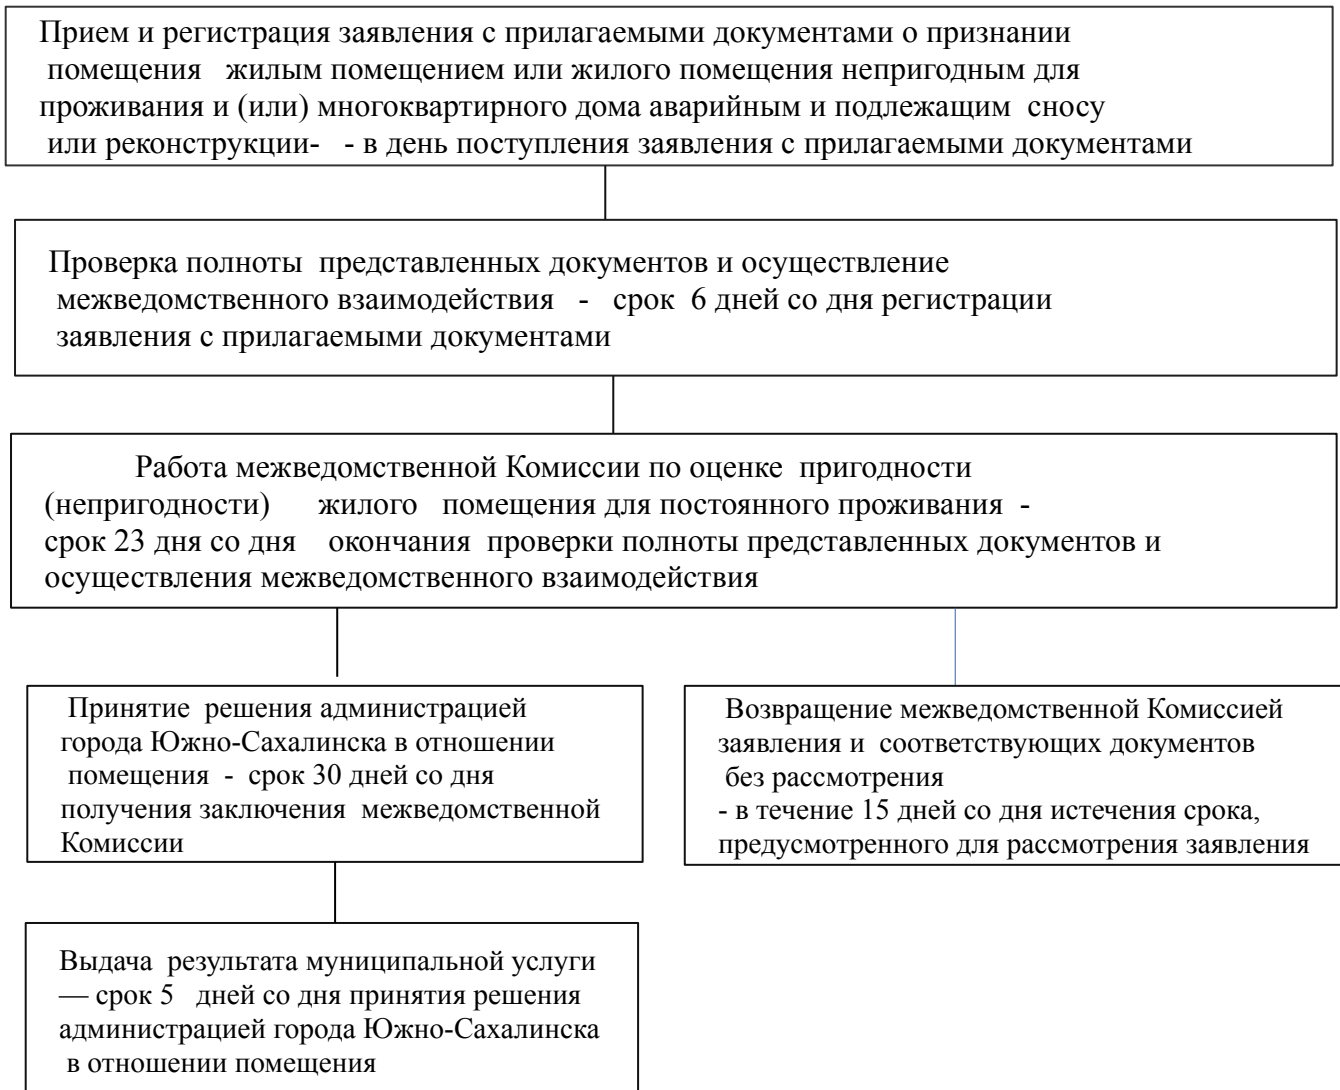 Прием и регистрация заявления с прилагаемыми документами о признании
помещения жилым помещением или жилого помещения непригодным для
проживания и (или) многоквартирного дома аварийным и подлежащим сносу
или реконструкции- - в день поступления заявления с прилагаемыми документами
Проверка полноты представленных документов и осуществление
межведомственного взаимодействия - срок 6 дней со дня регистрации
заявления с прилагаемыми документами
Работа межведомственной Комиссии по оценке пригодности
(непригодности) жилого помещения для постоянного проживания -
срок 23 дня со дня окончания проверки полноты представленных документов и
осуществления межведомственного взаимодействия
Принятие решения администрацией
города Южно-Сахалинска в отношении
помещения - срок 30 дней со дня
получения заключения межведомственной
Комиссии
Возвращение межведомственной Комиссией
заявления и соответствующих документов
без рассмотрения
- в течение 15 дней со дня истечения срока,
предусмотренного для рассмотрения заявления
Выдача результата муниципальной услуги
— срок 5 дней со дня принятия решения
администрацией города Южно-Сахалинска
в отношении помещения